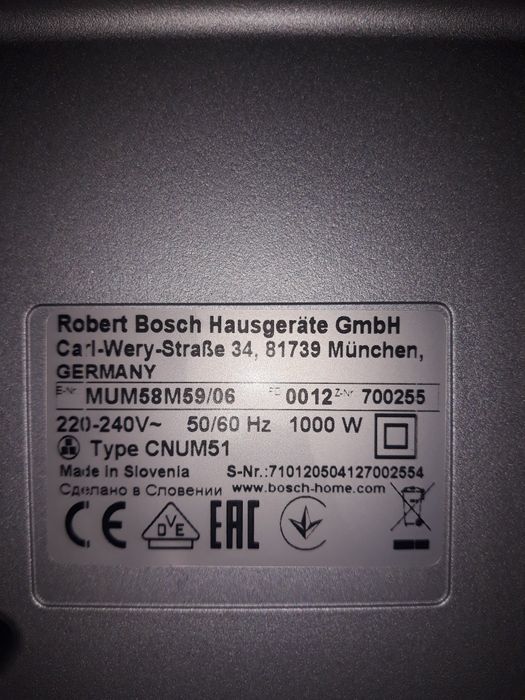 Robert Bosch Hausgeräte GmbH
Carl-Wery-Straße 34, 81739 München,
GERMANY
E-Nr MUM58M59/06 FD 0012 Z-Nr 700255
220-240V~ 50/60 Hz 1000 W
Type CNUM51
Made in Slovenia S-Nr.:710120504127002554
Сделано в Словении www.bosch-home.com
CE DVE EAC